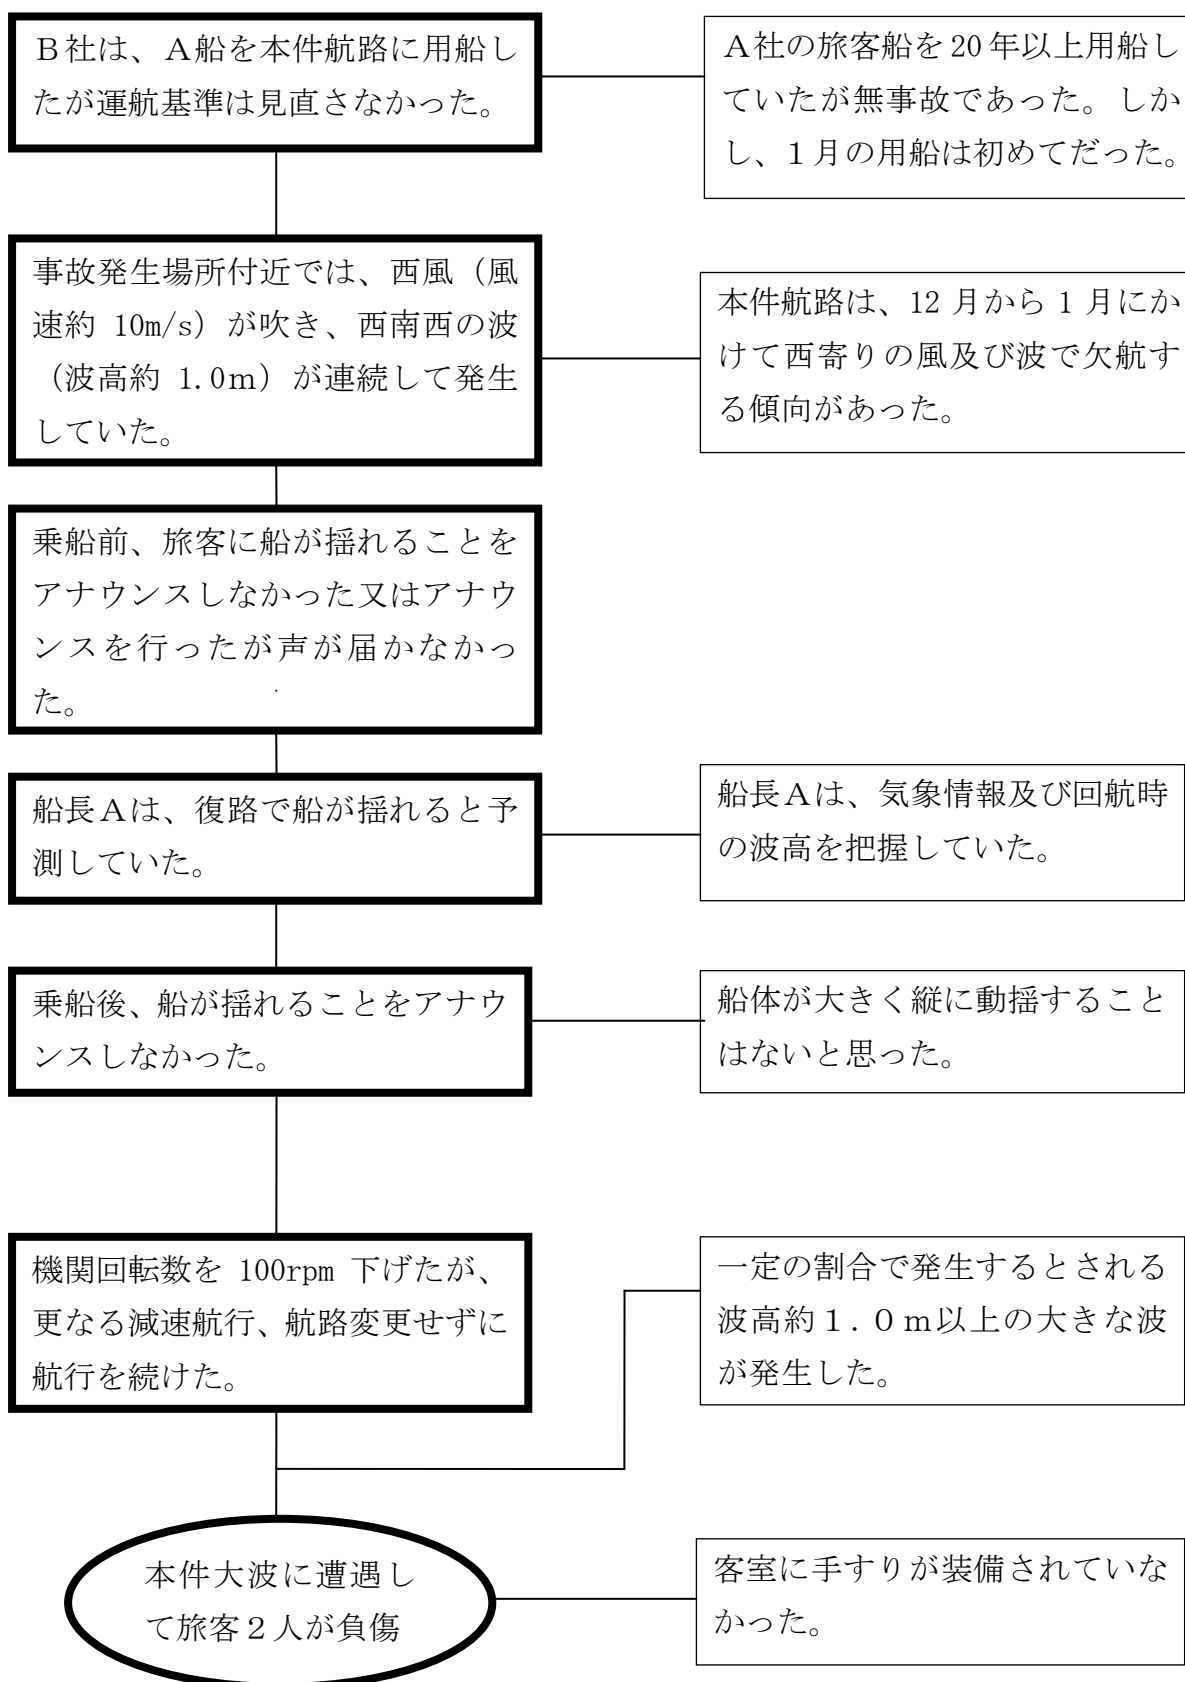 B社は、A船を本件航路に用船し
たが運航基準は見直さなかった。
A社の旅客船を20年以上用船し
ていたが無事故であった。しか
し、1月の用船は初めてだった。
事故発生場所付近では、西風（風
速約 10m/s）が吹き、西南西の波
（波高約 1.0ｍ）が連続して発生
していた。
本件航路は、12月から1月にか
けて西寄りの風及び波で欠航す
る傾向があった。
乗船前、旅客に船が揺れることを
アナウンスしなかった又はアナウ
ンスを行ったが声が届かなかっ
た。
船長Aは、復路で船が揺れると予
測していた。
船長Aは、気象情報及び回航時
の波高を把握していた。
乗船後、船が揺れることをアナウ
ンスしなかった。
船体が大きく縦に動揺すること
はないと思った。
機関回転数を 100rpm 下げたが、
更なる減速航行、航路変更せずに
航行を続けた。
一定の割合で発生するとされる
波高約１.０ｍ以上の大きな波
が発生した。
本件大波に遭遇し
て旅客２人が負傷
客室に手すりが装備されていな
かった。